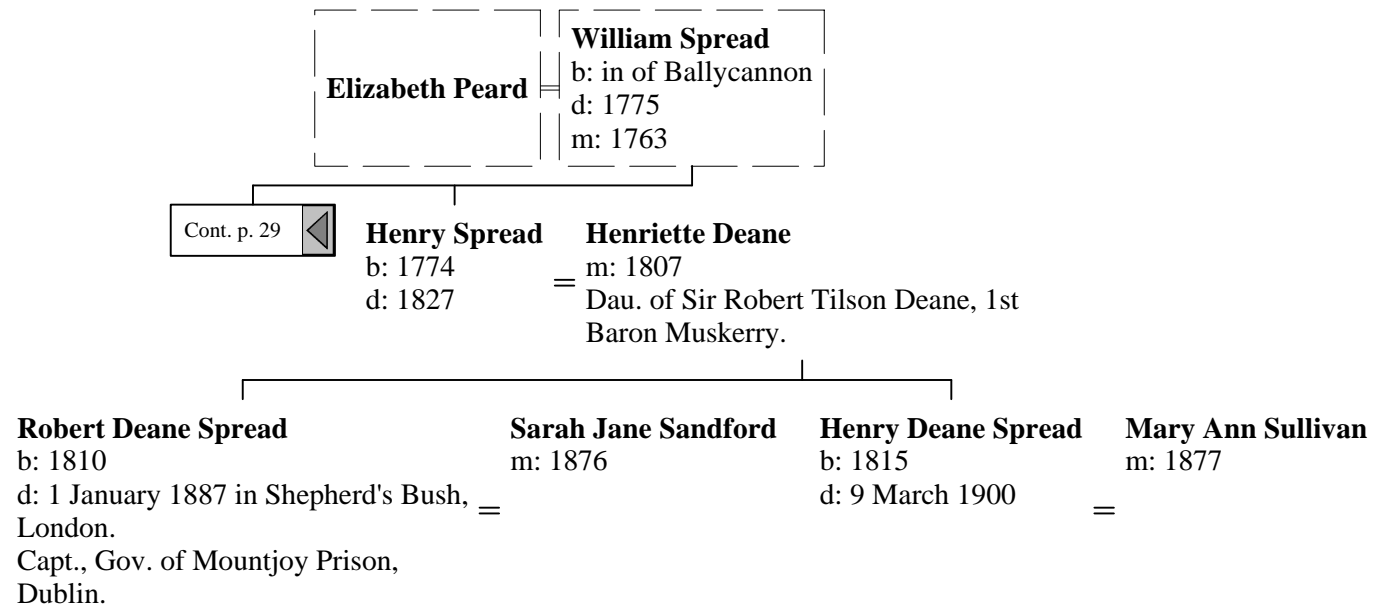 Elizabeth Peard
William Spread
b: in of Ballycannon
d: 1775
m: 1763
Cont. p. 29
Henry Spread
b: 1774
d: 1827
=
Henriette Deane
m: 1807
Dau. of Sir Robert Tilson Deane, 1st
Baron Muskerry.
Robert Deane Spread
b: 1810
d: 1 January 1887 in Shepherd's Bush,
London.
Capt., Gov. of Mountjoy Prison,
Dublin.
=
Sarah Jane Sandford
m: 1876
Henry Deane Spread
b: 1815
d: 9 March 1900
=
Mary Ann Sullivan
m: 1877